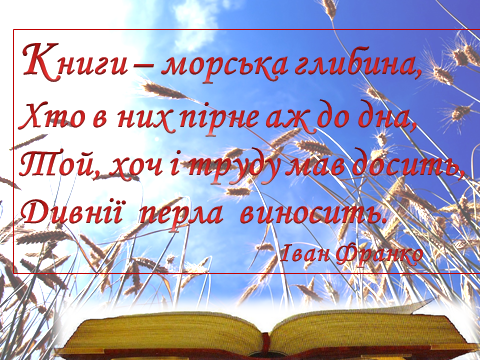 Книги – морська глибина,
Хто в них пірне аж до дна,
Той, хоч і труду мав досить,
Дивнії перла виносить.
Іван Франко